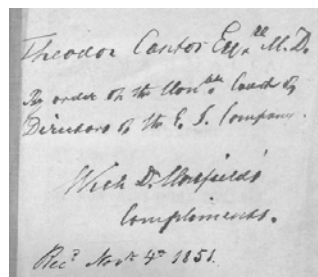 Theodor Cantor Esqre M.D.
By order of the Honble Court of
Directors of the E. I. Company.
With Dr Horsfield's
Compliments.
Recd Novr 4th 1851.